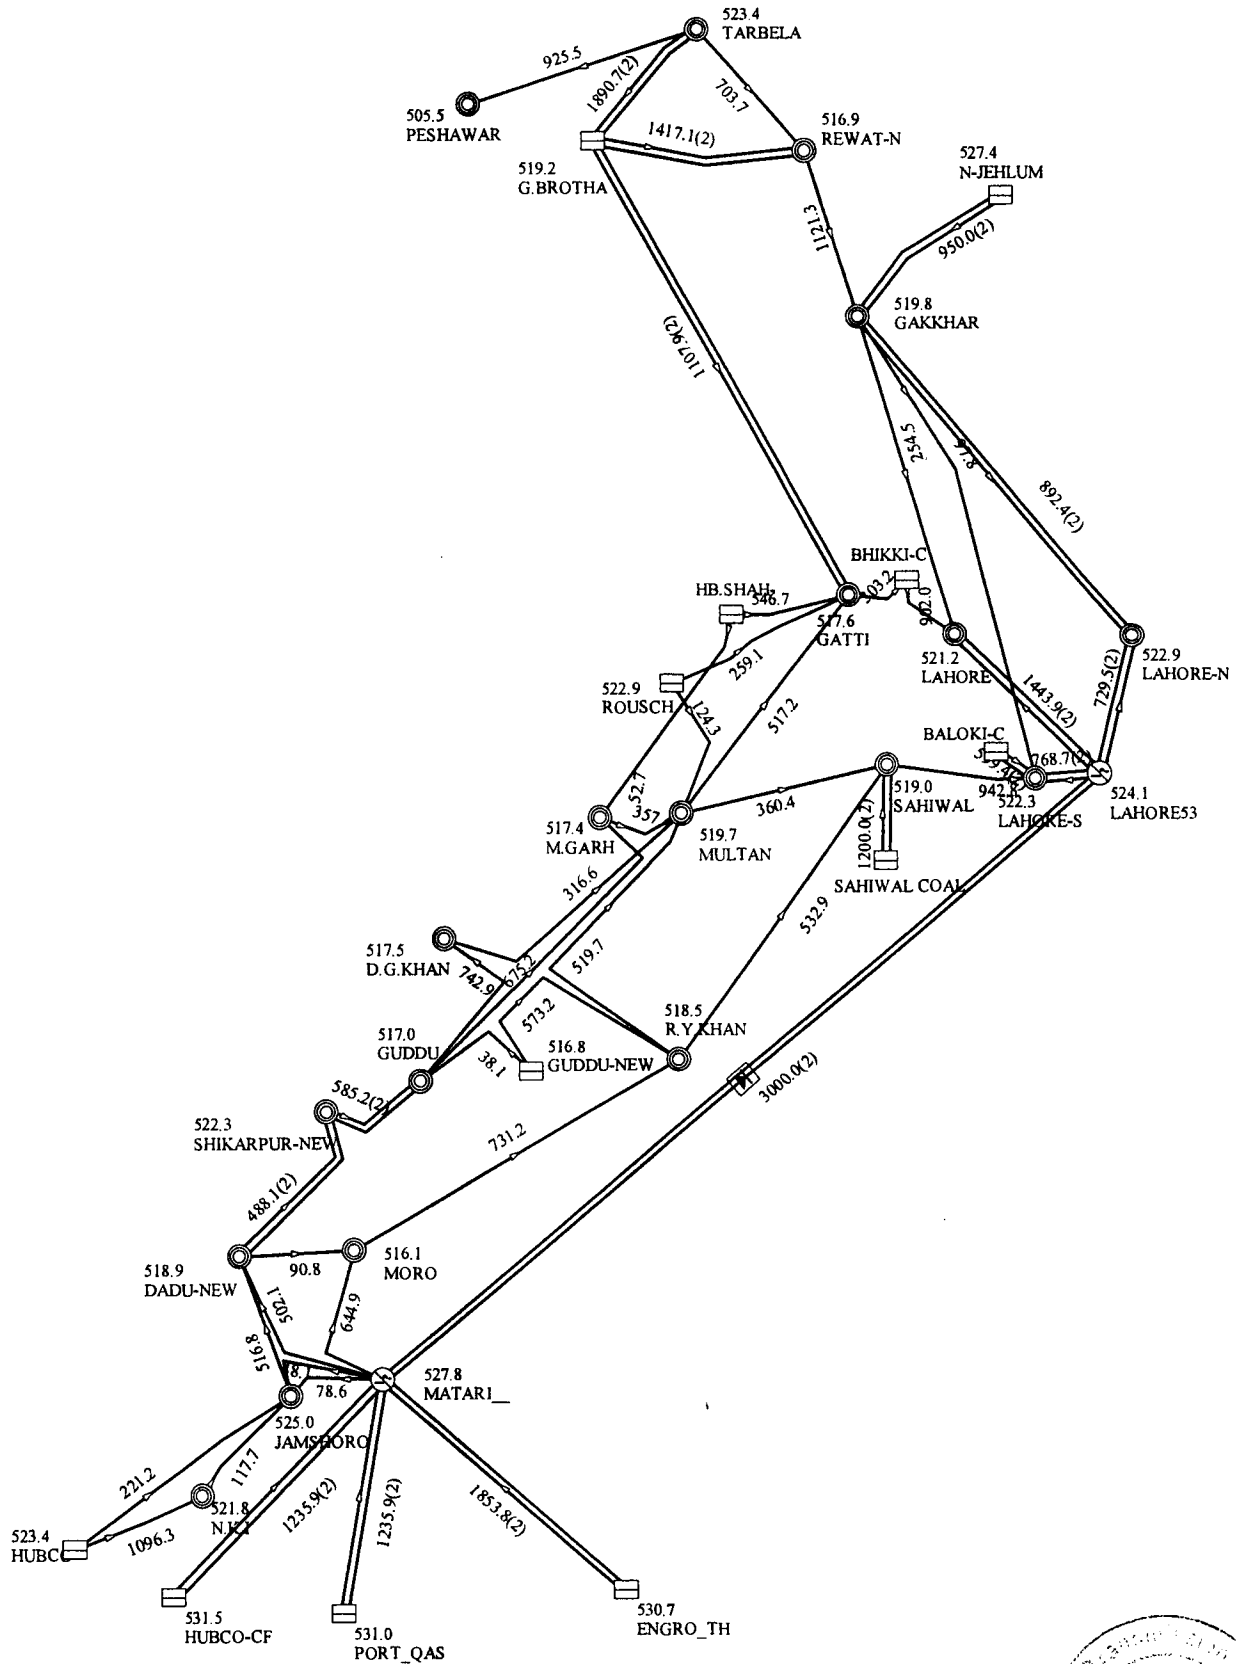 523.4
TARBELA
925.5
1890.7(2)
703.7
505.5
PESHAWAR
1417.1(2)
516.9
REWAT-N
519.2
G.BROTHA
527.4
N-JEHLUM
1121.3
950.0(2)
519.8
GAKKHAR
1107.9(2)
254.5
892.4(2)
BHIKKI-C
HB.SHAH
546.7
902.0
517.6
GATTI
521.2
LAHORE
522.9
LAHORE-N
259.1
522.9
ROUSCH
124.3
517.2
1443.9(2)
729.5(2)
BALOKI-C
768.7(2)
52.7
357
360.4
519.0
SAHIWAL
942.8
522.3
LAHORE-S
524.1
LAHORE53
517.4
M.GARH
519.7
MULTAN
1200.0(2)
SAHIWAL COAL
316.6
532.9
517.5
D.G.KHAN
742.9
675.2
519.7
573.2
518.5
R.Y.KHAN
517.0
GUDDU
38.1
516.8
GUDDU-NEW
585.2(2)
3000.0(2)
522.3
SHIKARPUR-NEW
731.2
488.1(2)
518.9
DADU-NEW
90.8
516.1
MORO
502.1
644.9
516.8
78.6
527.8
MATARI__
525.0
JAMSHORO
221.2
117.7
521.8
1235.9(2)
1235.9(2)
1853.8(2)
523.4
HUBCO
1096.3
531.5
HUBCO-CF
531.0
PORT_QAS
530.7
ENGRO_TH